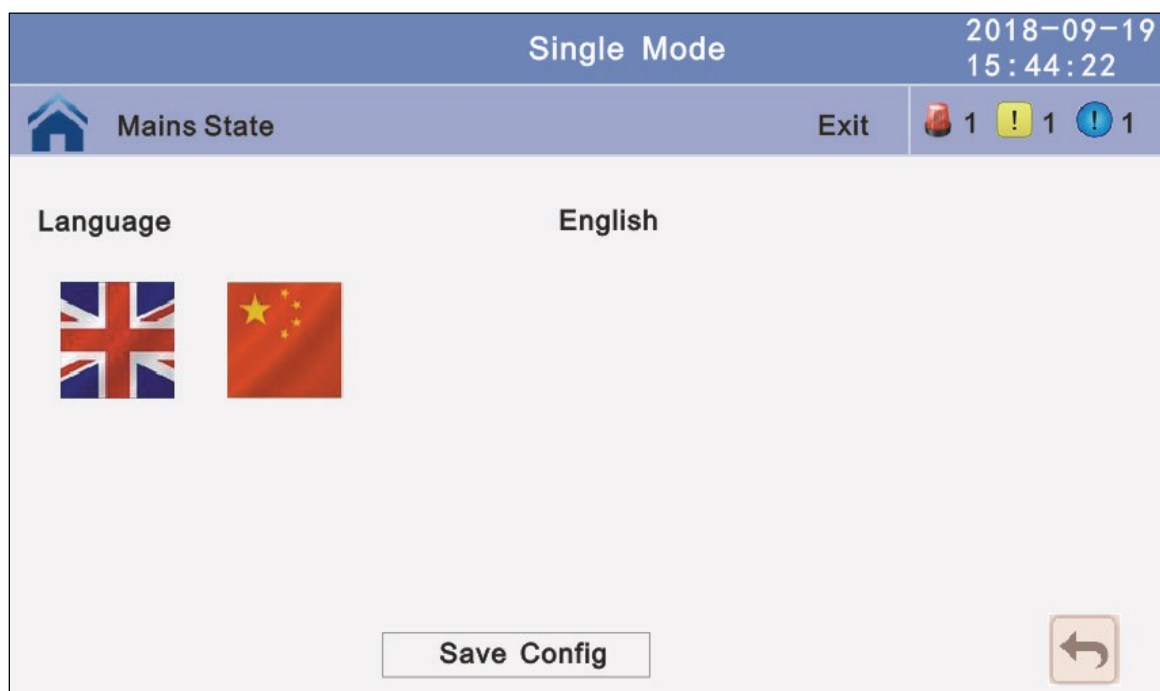 Single Mode
2018-09-19
15:44:22
Mains State
Exit
1
! 1
! 1
Language
English
Save Config